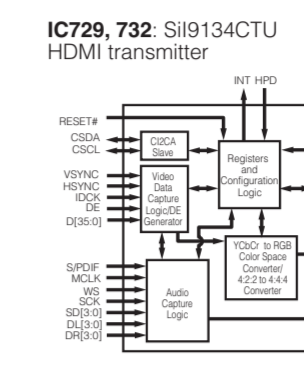 IC729, 732: SiI9134CTU
HDMI transmitter
INT HPD
RESET#
CSDA
CSCL
CI2CA
Slave
Registers
and
Configuration
Logic
VSYNC
HSYNC
IDCK
DE
D[35:0]
Video
Data
Capture
Logic/DE
Generator
YCbCr to RGB
Color Space
Converter/
4:2:2 to 4:4:4
Converter
S/PDIF
MCLK
WS
SCK
SD[3:0]
DL[3:0]
DR[3:0]
Audio
Capture
Logic